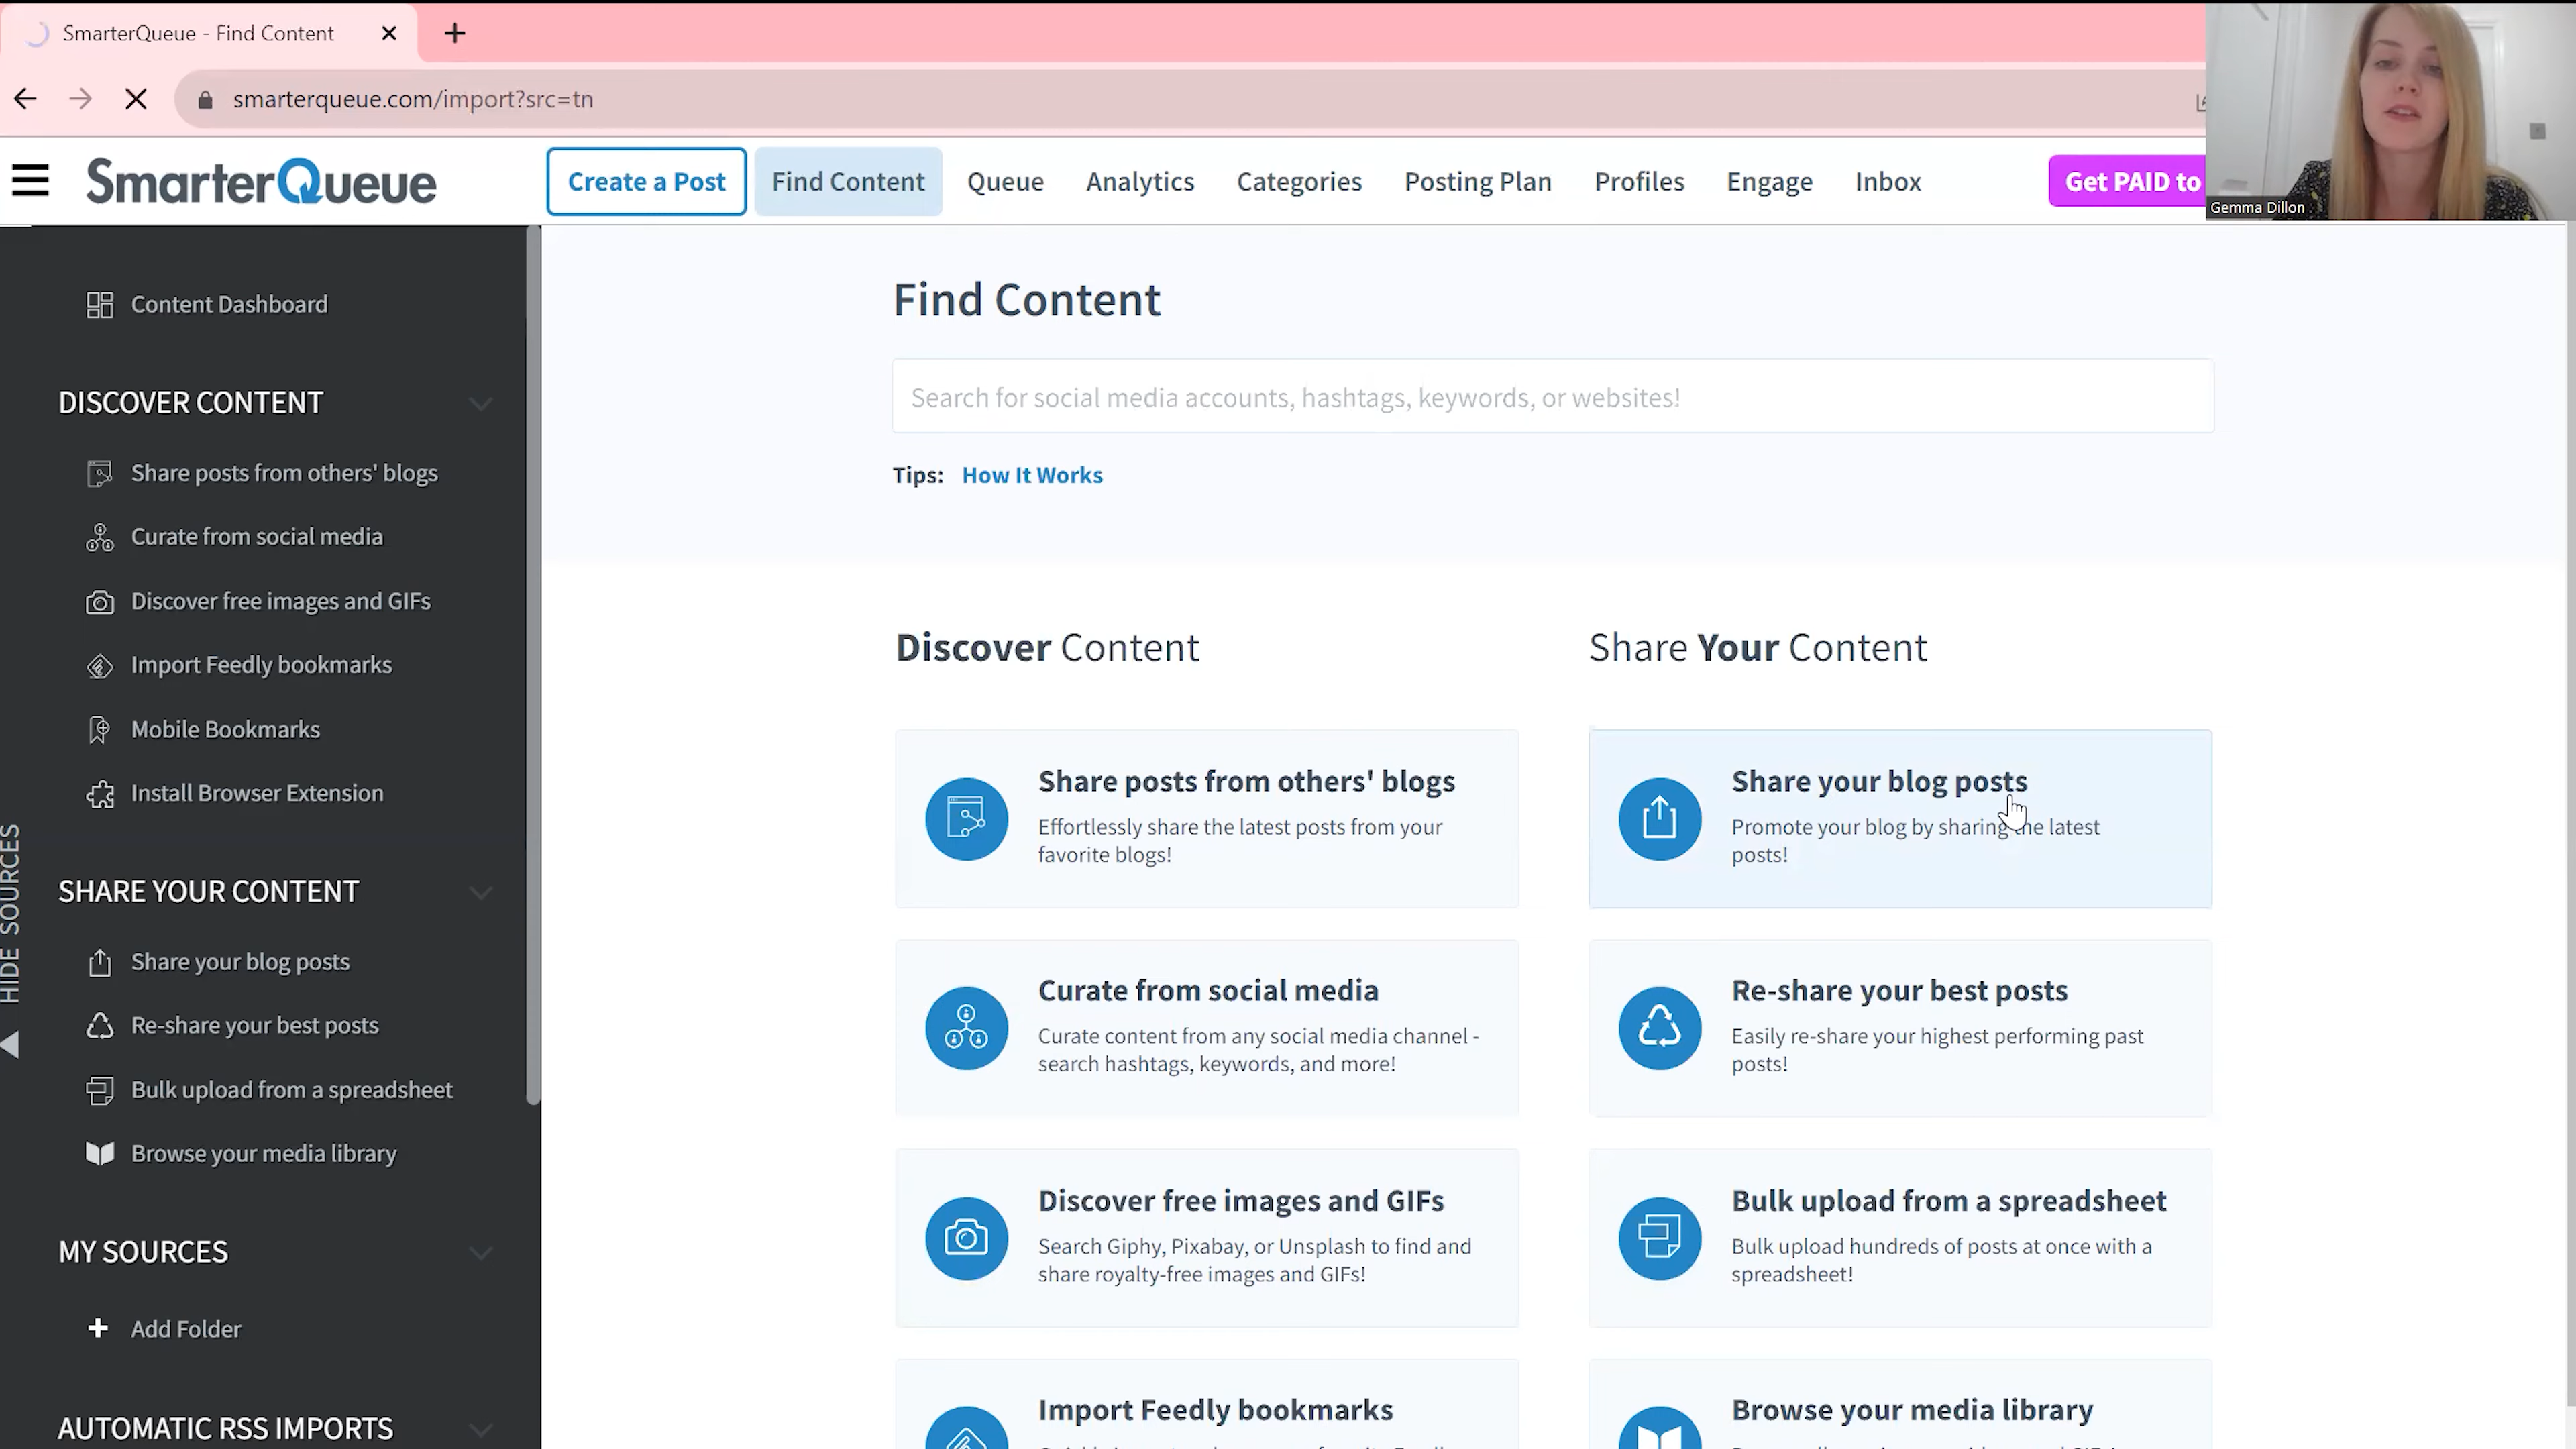 SmarterQueue - Find Content
smarterqueue.com/import?src=tn
SmarterQueue
Create a Post
Find Content
Queue
Analytics
Categories
Posting Plan
Profiles
Engage
Inbox
Get PAID to
Gemma Dillon
Content Dashboard
DISCOVER CONTENT
Share posts from others' blogs
Curate from social media
Discover free images and GIFs
Import Feedly bookmarks
Mobile Bookmarks
Install Browser Extension
SHARE YOUR CONTENT
Share your blog posts
Re-share your best posts
Bulk upload from a spreadsheet
Browse your media library
MY SOURCES
Add Folder
AUTOMATIC RSS IMPORTS
HIDE SOURCES
Find Content
Search for social media accounts, hashtags, keywords, or websites!
Tips: How It Works
Discover Content
Share posts from others' blogs
Effortlessly share the latest posts from your
favorite blogs!
Curate from social media
Curate content from any social media channel -
search hashtags, keywords, and more!
Discover free images and GIFs
Search Giphy, Pixabay, or Unsplash to find and
share royalty-free images and GIFs!
Import Feedly bookmarks
Share Your Content
Share your blog posts
Promote your blog by sharing the latest
posts!
Re-share your best posts
Easily re-share your highest performing past
posts!
Bulk upload from a spreadsheet
Bulk upload hundreds of posts at once with a
spreadsheet!
Browse your media library